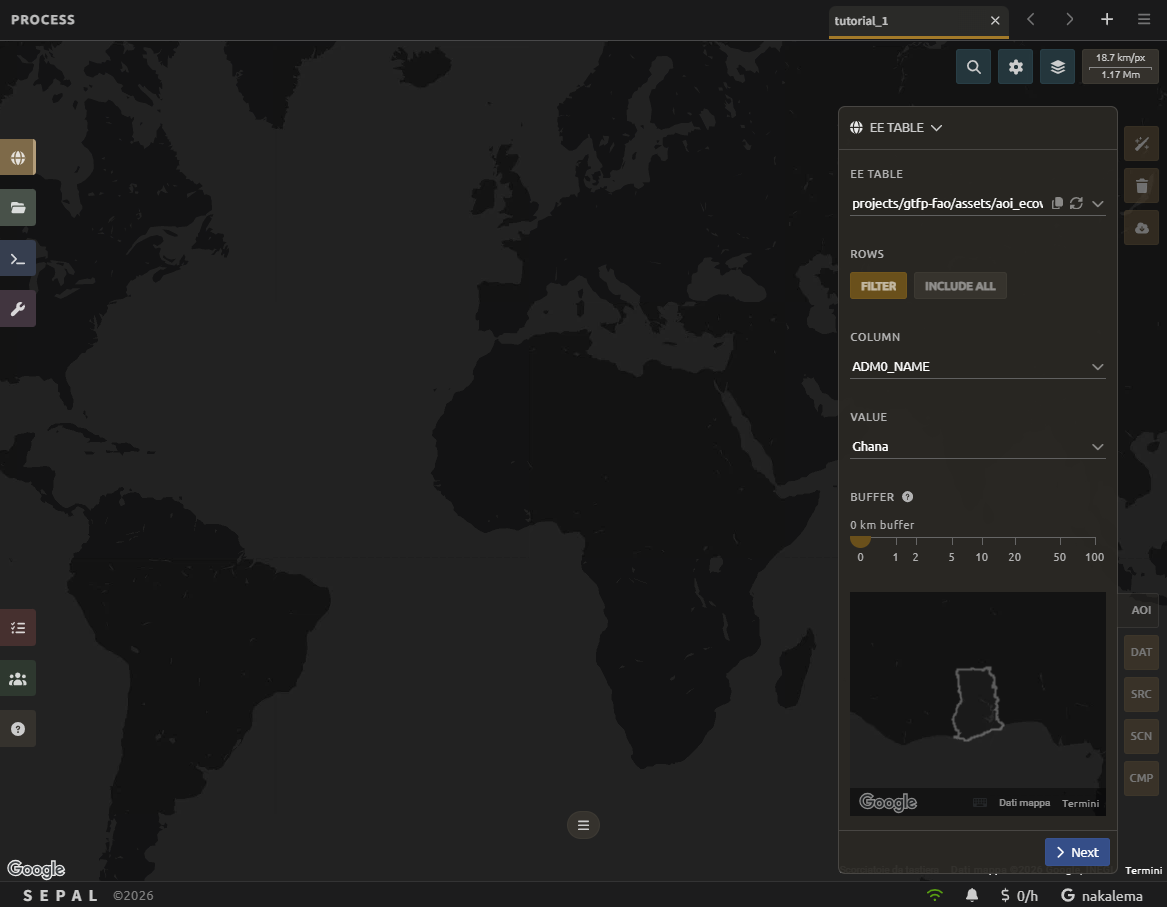 PROCESS
tutorial_1
18.7 km/px
1.17 Mm
EE TABLE
EE TABLE
projects/gtfp-fao/assets/aoi_ecov
ROWS
FILTER
INCLUDE ALL
COLUMN
ADM0_NAME
VALUE
Ghana
BUFFER
0 km buffer
0 1 2 5 10 20 50 100
AOI
DAT
SRC
SCN
CMP
Google
Dati mappa
Termini
Next
Google
Termini
SEPAL ©2026
$ 0/h
nakalema